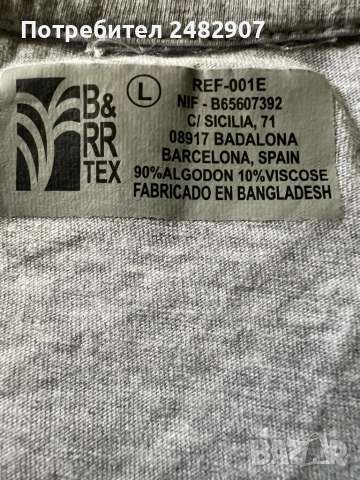 Потребител 2482907
B&
RR
TEX
L
REF-001E
NIF - B65607392
C/ SICILIA, 71
08917 BADALONA
BARCELONA, SPAIN
90%ALGODON 10%VISCOSE
FABRICADO EN BANGLADESH
BAZAR